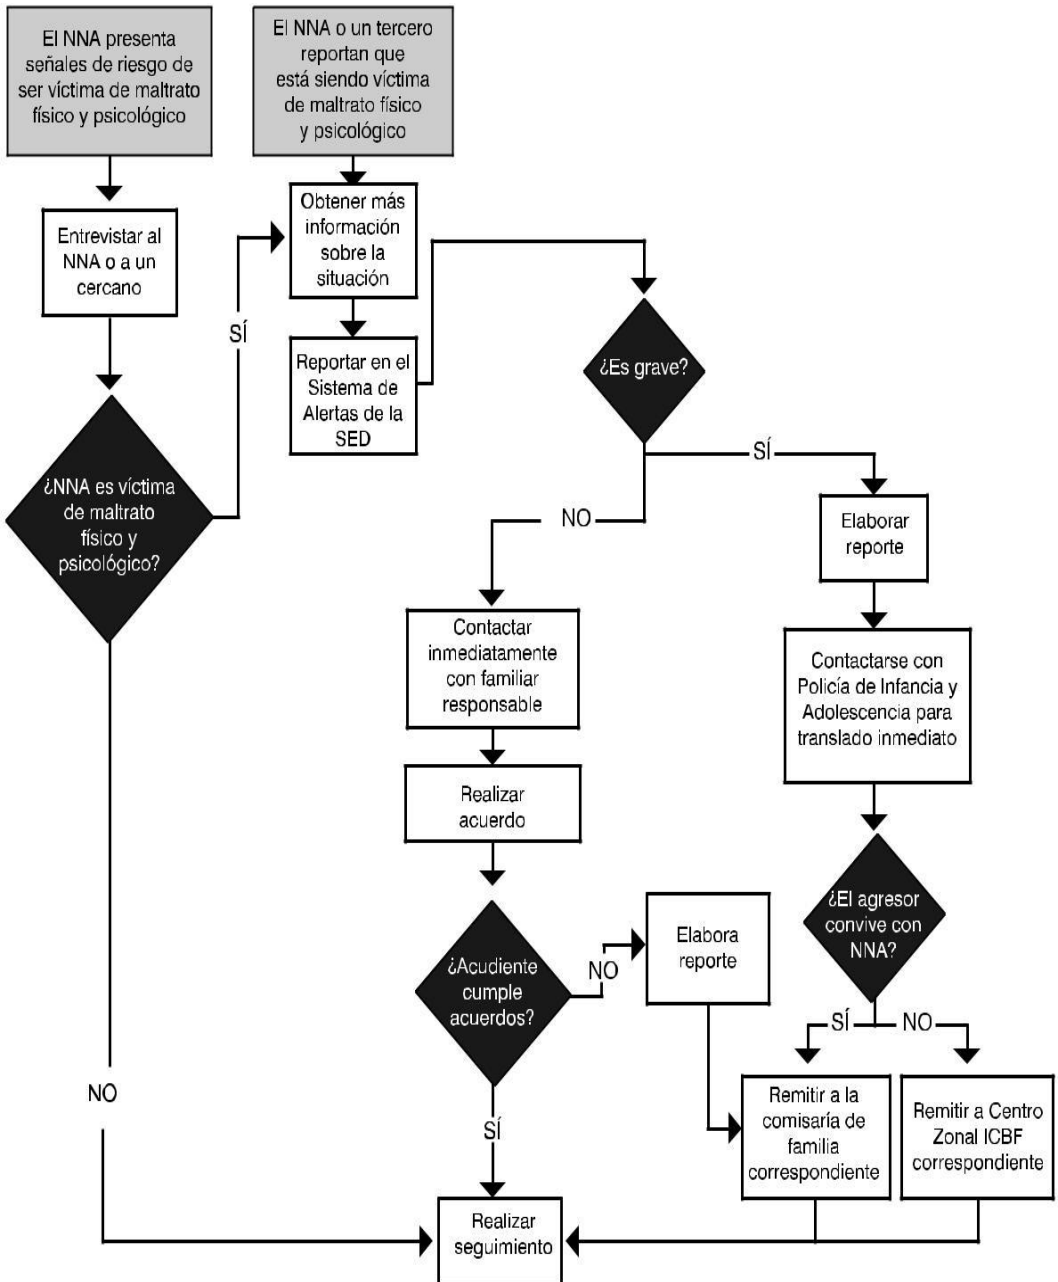 El NNA presenta
señales de riesgo de
ser víctima de maltrato
físico y psicológico
El NNA o un tercero
reportan que
está siendo víctima
de maltrato físico
y psicológico
Entrevistar al
NNA o a un
cercano
Obtener más
información
sobre la
situación
SÍ
Reportar en el
Sistema de
Alertas de la
SED
¿Es grave?
¿NNA es víctima
de maltrato
físico y
psicológico?
SÍ
NO
Elaborar
reporte
Contactar
inmediatamente
con familiar
responsable
Contactarse con
Policía de Infancia y
Adolescencia para
translado inmediato
Realizar
acuerdo
¿El agresor
convive con
NNA?
¿Acudiente
cumple
acuerdos?
NO
Elabora
reporte
SÍ
NO
NO
SÍ
Remitir a la
comisaría de
familia
correspondiente
Remitir a Centro
Zonal ICBF
correspondiente
Realizar
seguimiento